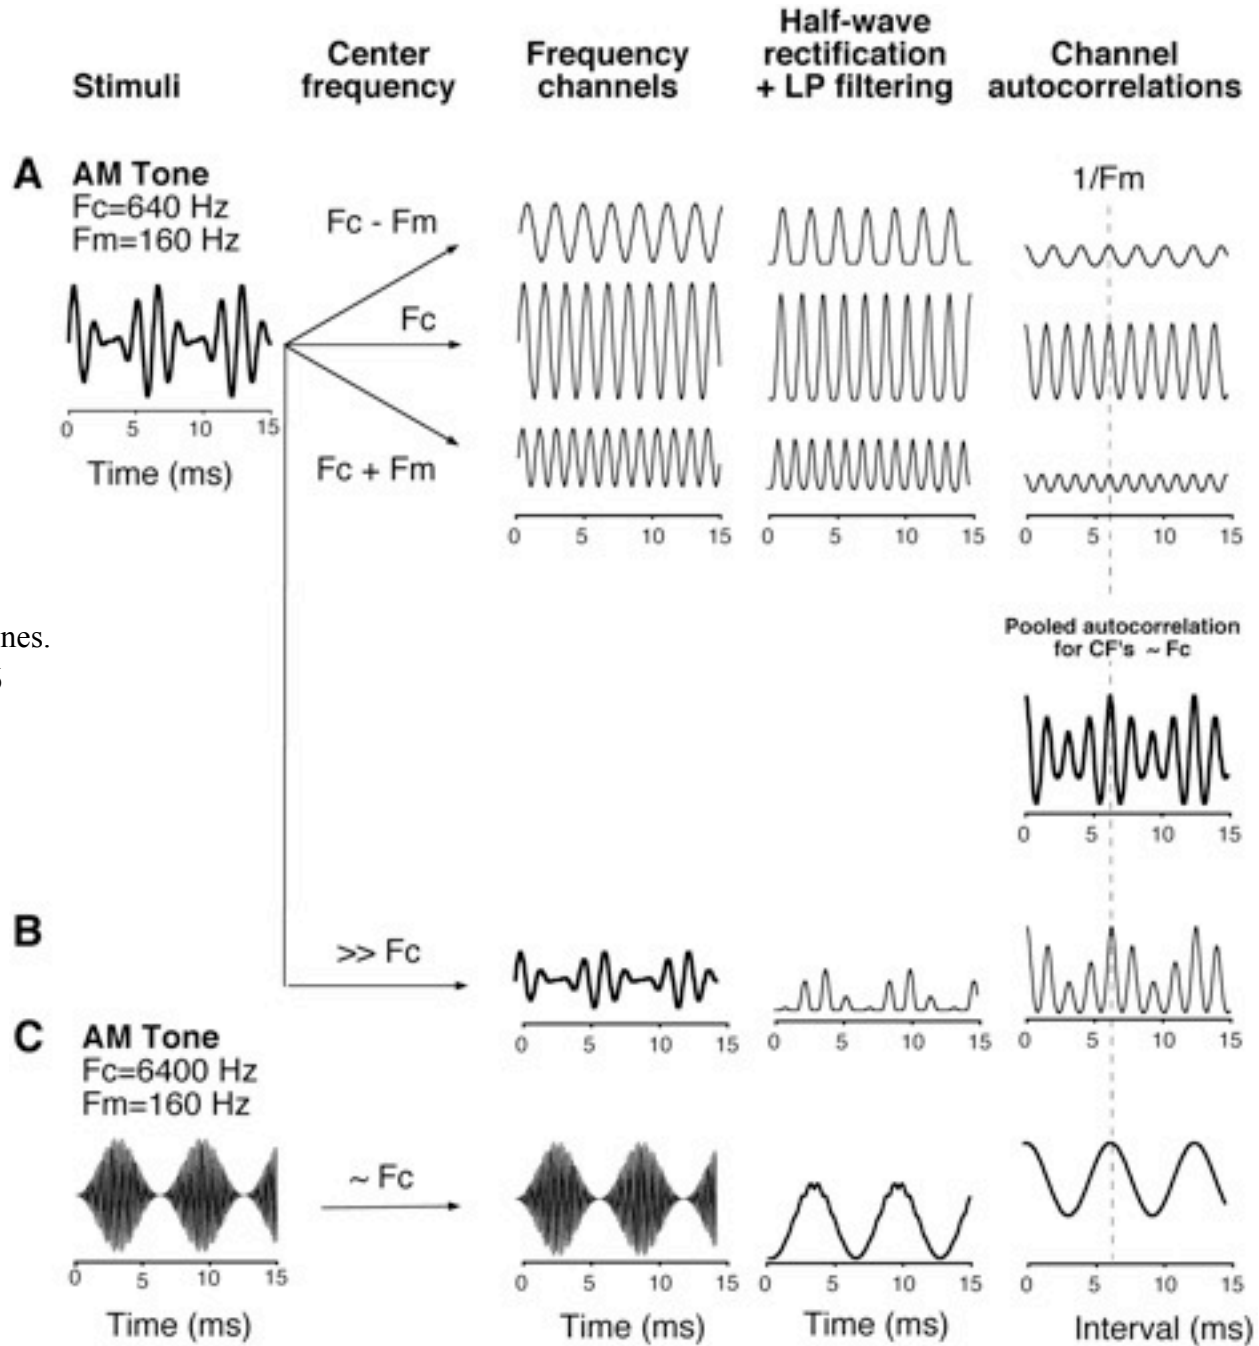 Stimuli
Center
frequency
Frequency
channels
Half-wave
rectification
+ LP filtering
Channel
autocorrelations
A
AM Tone
Fc=640 Hz
Fm=160 Hz
0 5 10 15
Time (ms)
Fc - Fm
Fc
Fc + Fm
0 5 10 15
0 5 10 15
1/Fm
0 5 10 15
nes.
Pooled autocorrelation
for CF's ~ Fc
0 5 10 15
B
>> Fc
0 5 10 15
0 5 10 15
0 5 10 15
C
AM Tone
Fc=6400 Hz
Fm=160 Hz
~ Fc
0 5 10 15
Time (ms)
0 5 10 15
Time (ms)
0 5 10 15
Time (ms)
0 5 10 15
Interval (ms)